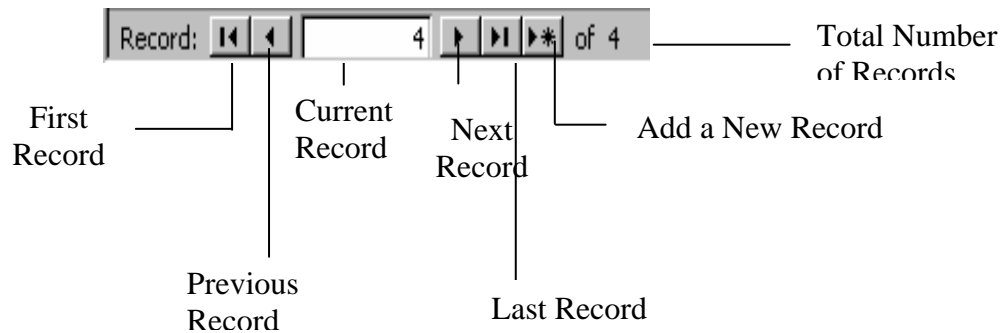 Record: 4 of 4
Total Number
of Records
First
Record
Current
Record
Next
Record
Add a New Record
Previous
Record
Last Record